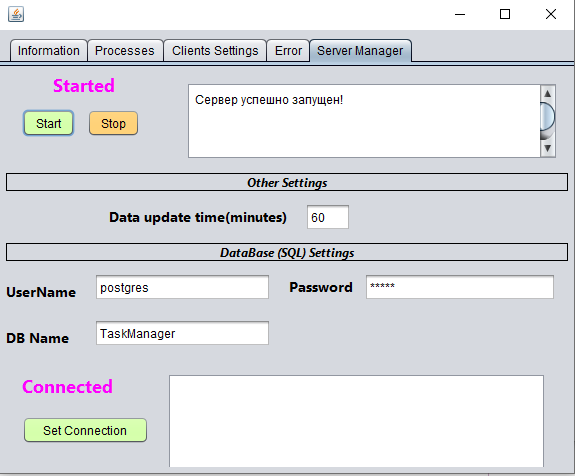 Information Processes Clients Settings Error Server Manager
Started
Сервер успешно запущен!
Start Stop
Other Settings
Data update time(minutes) 60
DataBase (SQL) Settings
UserName postgres Password *****
DB Name TaskManager
Connected
Set Connection